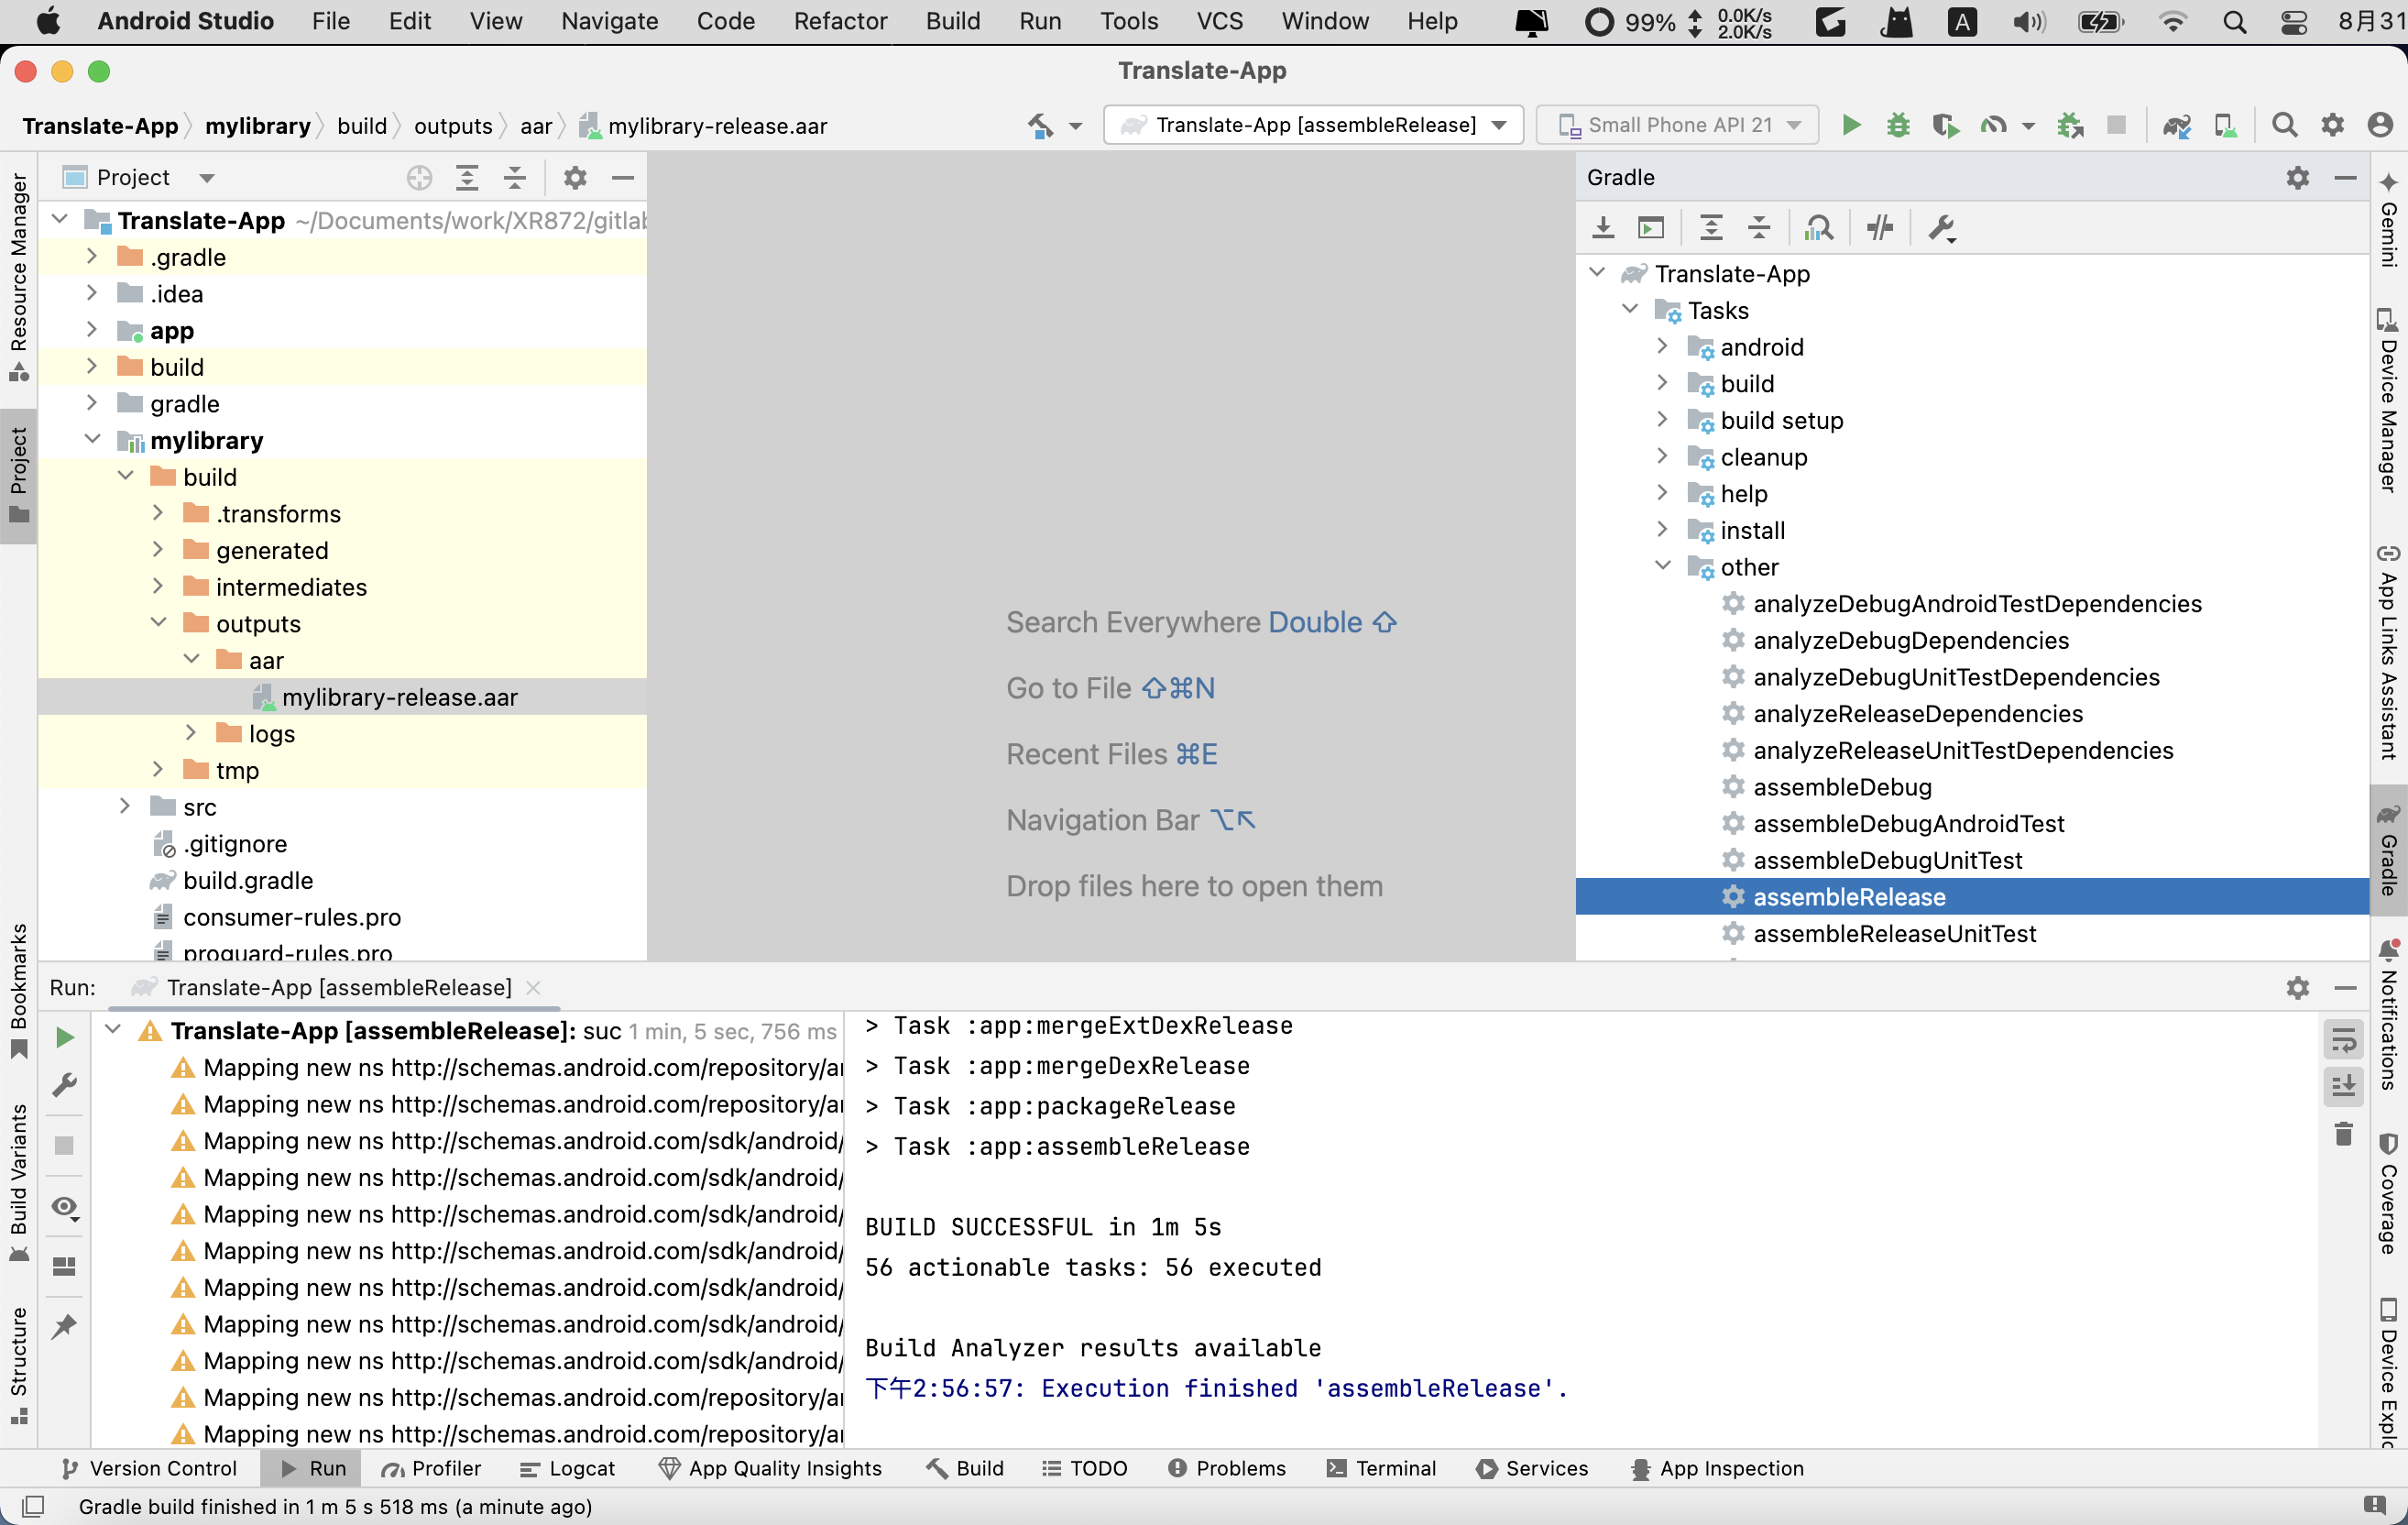 Android Studio File Edit View Navigate Code Refactor Build Run Tools VCS Window Help 99% 0.0K/s 2.0K/s A 8月31
Translate-App
Translate-App mylibrary build outputs aar mylibrary-release.aar Translate-App [assembleRelease] Small Phone API 21
Resource Manager
Project
Bookmarks
Build Variants
Structure
Project
Translate-App ~/Documents/work/XR872/gitlab
.gradle
.idea
app
build
gradle
mylibrary
build
.transforms
generated
intermediates
outputs
aar
mylibrary-release.aar
logs
tmp
src
.gitignore
build.gradle
consumer-rules.pro
proguard-rules.pro
Search Everywhere Double ⇧
Go to File ⇧⌘N
Recent Files ⌘E
Navigation Bar ⌥↖
Drop files here to open them
Gradle
Translate-App
Tasks
android
build
build setup
cleanup
help
install
other
analyzeDebugAndroidTestDependencies
analyzeDebugDependencies
analyzeDebugUnitTestDependencies
analyzeReleaseDependencies
analyzeReleaseUnitTestDependencies
assembleDebug
assembleDebugAndroidTest
assembleDebugUnitTest
assembleRelease
assembleReleaseUnitTest
Gemini
Device Manager
App Links Assistant
Gradle
Notifications
Coverage
Device Explo
Run: Translate-App [assembleRelease]
Translate-App [assembleRelease]: suc 1 min, 5 sec, 756 ms
Mapping new ns http://schemas.android.com/repository/ar
Mapping new ns http://schemas.android.com/repository/ar
Mapping new ns http://schemas.android.com/sdk/android/
Mapping new ns http://schemas.android.com/sdk/android/
Mapping new ns http://schemas.android.com/sdk/android/
Mapping new ns http://schemas.android.com/sdk/android/
Mapping new ns http://schemas.android.com/sdk/android/
Mapping new ns http://schemas.android.com/sdk/android/
Mapping new ns http://schemas.android.com/sdk/android/
Mapping new ns http://schemas.android.com/repository/ar
Mapping new ns http://schemas.android.com/repository/ar
> Task :app:mergeExtDexRelease
> Task :app:mergeDexRelease
> Task :app:packageRelease
> Task :app:assembleRelease
BUILD SUCCESSFUL in 1m 5s
56 actionable tasks: 56 executed
Build Analyzer results available
下午2:56:57: Execution finished 'assembleRelease'.
Version Control Run Profiler Logcat App Quality Insights Build TODO Problems Terminal Services App Inspection
Gradle build finished in 1 m 5 s 518 ms (a minute ago)